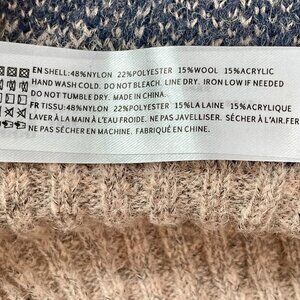 EN SHELL:48%NYLON 22%POLYESTER 15%WOOL 15%ACRYLIC
HAND WASH COLD. DO NOT BLEACH. LINE DRY. IRON LOW IF NEEDED
DO NOT TUMBLE DRY. MADE IN CHINA.
FR TISSU:48%NYLON 22%POLYESTER 15%LA LAINE 15%ACRYLIQUE
LAVER À LA MAIN À L'EAU FROIDE. NE PAS JAVELLISER. SÉCHER À L'AIR.FER
NE SÉCHER EN MACHINE. FABRIQUÉ EN CHINE.